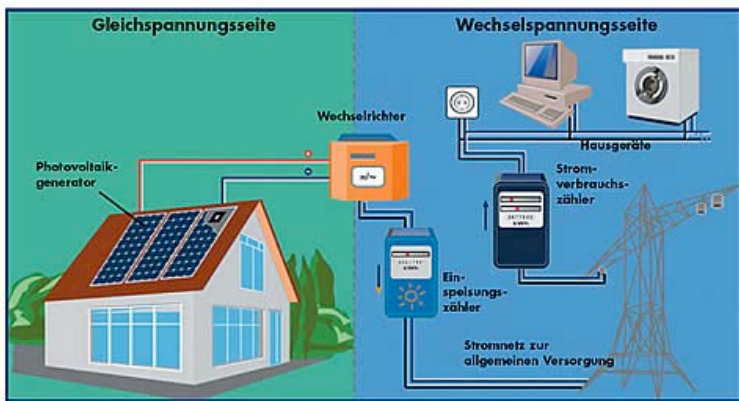 Gleichspannungsseite
Wechselspannungsseite
Wechselrichter
Photovoltaik-
generator
Hausgeräte
Strom-
verbrauchs-
zähler
Ein-
speisungs-
zähler
Stromnetz zur
allgemeinen Versorgung